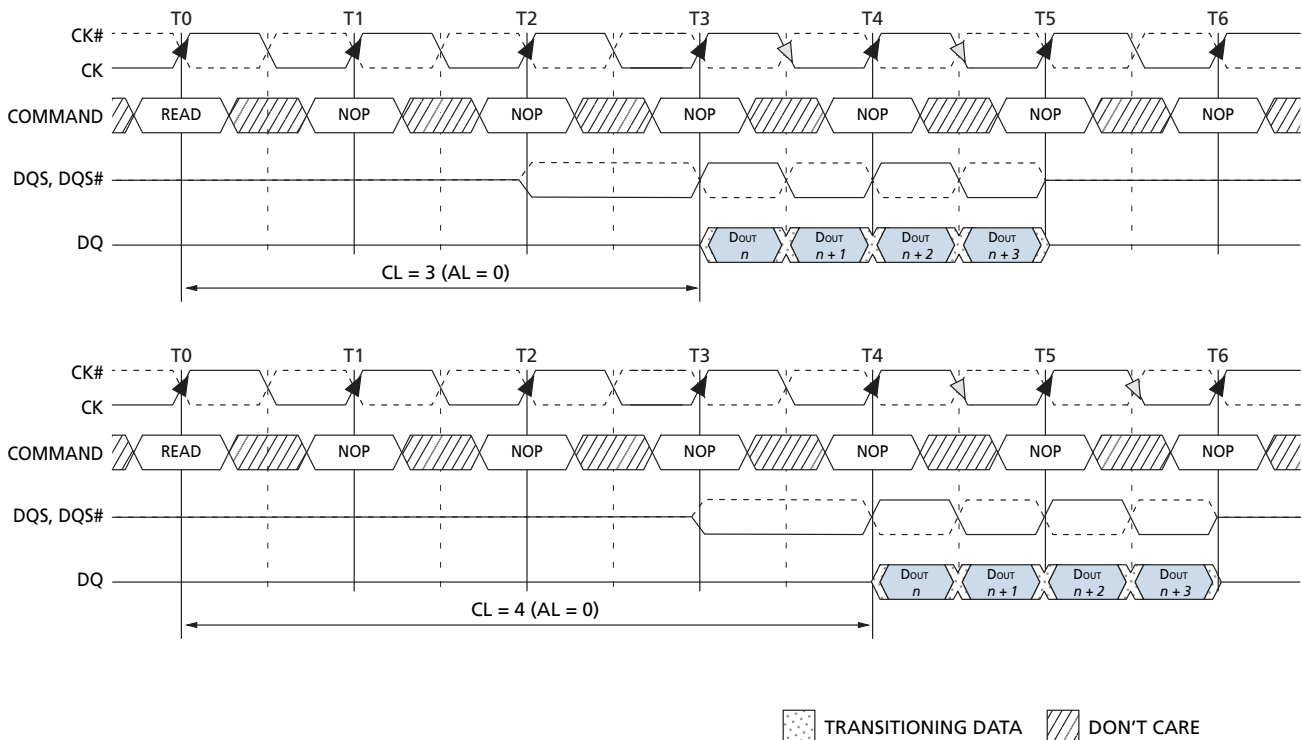 T0 T1 T2 T3 T4 T5 T6
CK#
CK
COMMAND READ NOP NOP NOP NOP NOP NOP
DQS, DQS#
DQ DOUT n DOUT n + 1 DOUT n + 2 DOUT n + 3
CL = 3 (AL = 0)
T0 T1 T2 T3 T4 T5 T6
CK#
CK
COMMAND READ NOP NOP NOP NOP NOP NOP
DQS, DQS#
DQ DOUT n DOUT n + 1 DOUT n + 2 DOUT n + 3
CL = 4 (AL = 0)
TRANSITIONING DATA DON'T CARE